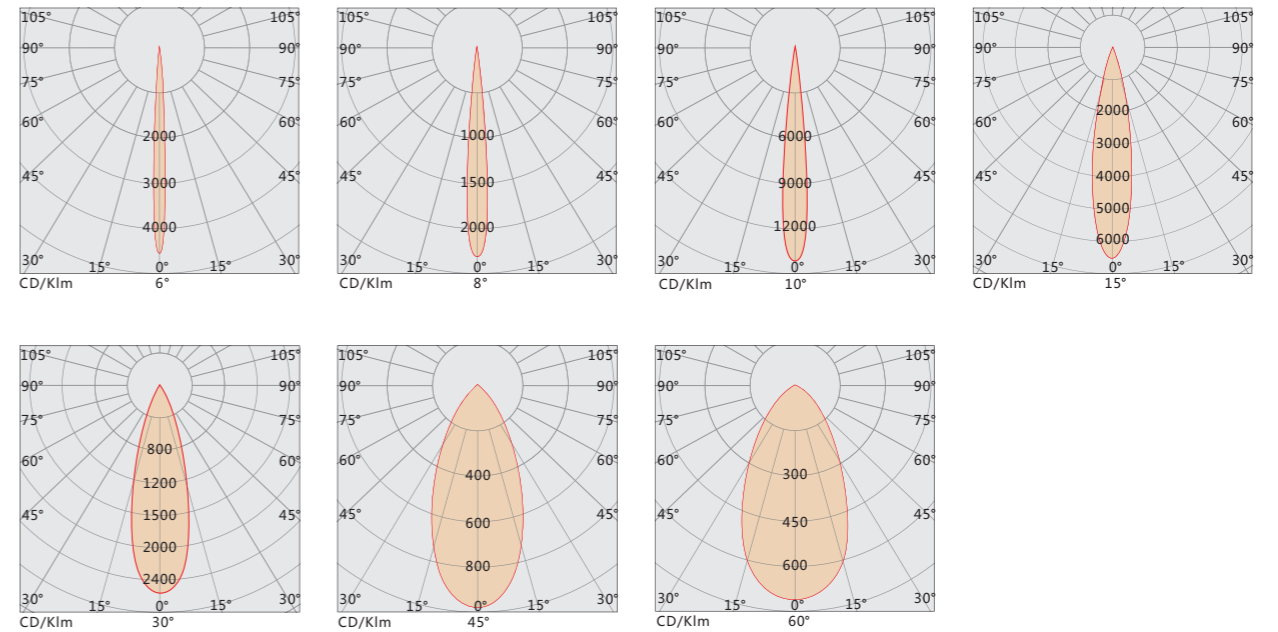 105° 105° 105° 105° 105° 105° 105° 105°
90° 90° 90° 90° 90° 90° 90° 90°
75° 75° 75° 75° 75° 75° 75° 75°
60° 60° 60° 60° 60° 60° 60° 60°
45° 45° 45° 45° 45° 45° 45° 45°
30° 30° 30° 30° 30° 30° 30° 30°
2000 1000 6000 2000
3000 1500 9000 3000
4000 2000 12000 4000
5000
6000
15° 0° 15° 15° 0° 15° 15° 0° 15° 15° 0° 15°
CD/Klm 6° CD/Klm 8° CD/Klm 10° CD/Klm 15°
105° 105° 105° 105° 105° 105°
90° 90° 90° 90° 90° 90°
75° 75° 75° 75° 75° 75°
60° 60° 60° 60° 60° 60°
45° 45° 45° 45° 45° 45°
30° 30° 30° 30° 30° 30°
800 400 300
1200 600 450
1500 800 600
2000
2400
15° 0° 15° 15° 0° 15° 15° 0° 15°
CD/Klm 30° CD/Klm 45° CD/Klm 60°